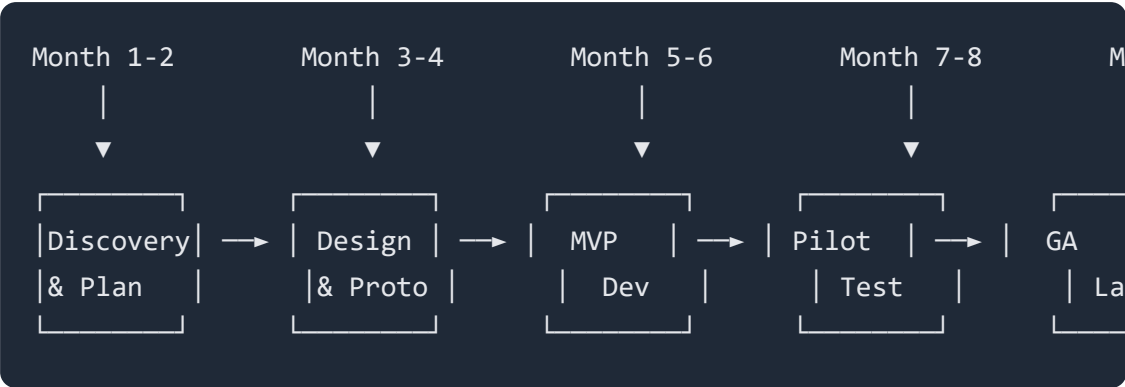 Month 1-2 Month 3-4 Month 5-6 Month 7-8 M
Discovery Design MVP Pilot GA
& Plan & Proto Dev Test La